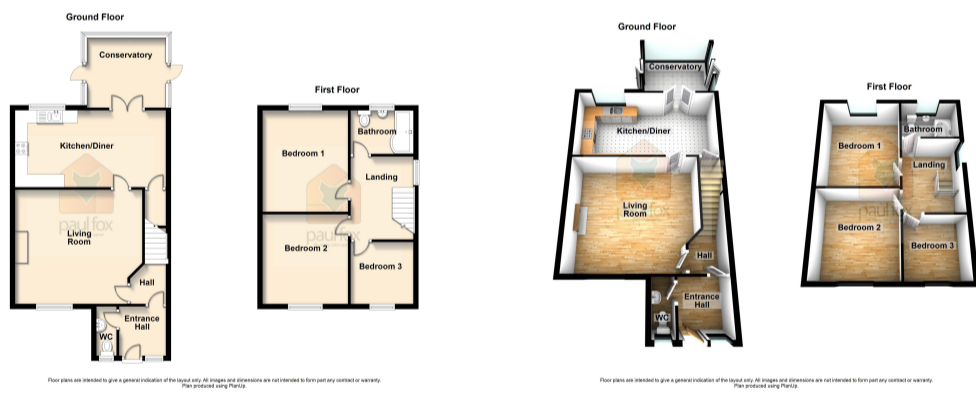 Ground Floor
Conservatory
Kitchen/Diner
paulfox
Living
Room
Hall
Entrance
Hall
WC
First Floor
Bathroom
Bedroom 1
Landing
paulfox
Bedroom 2
Bedroom 3
Floor plans are intended to give a general indication of the layout only. All images and dimensions are not intended to form part any contract or warranty.
Plan produced using PlanUp.
Ground Floor
Conservatory
Kitchen/Diner
Living
Room
Hall
Entrance
Hall
WC
First Floor
Bathroom
Bedroom 1
Landing
Bedroom 2
Bedroom 3
Floor plans are intended to give a general indication of the layout only. All images and dimensions are not intended to form part any contract or warranty.
Plan produced using PlanUp.